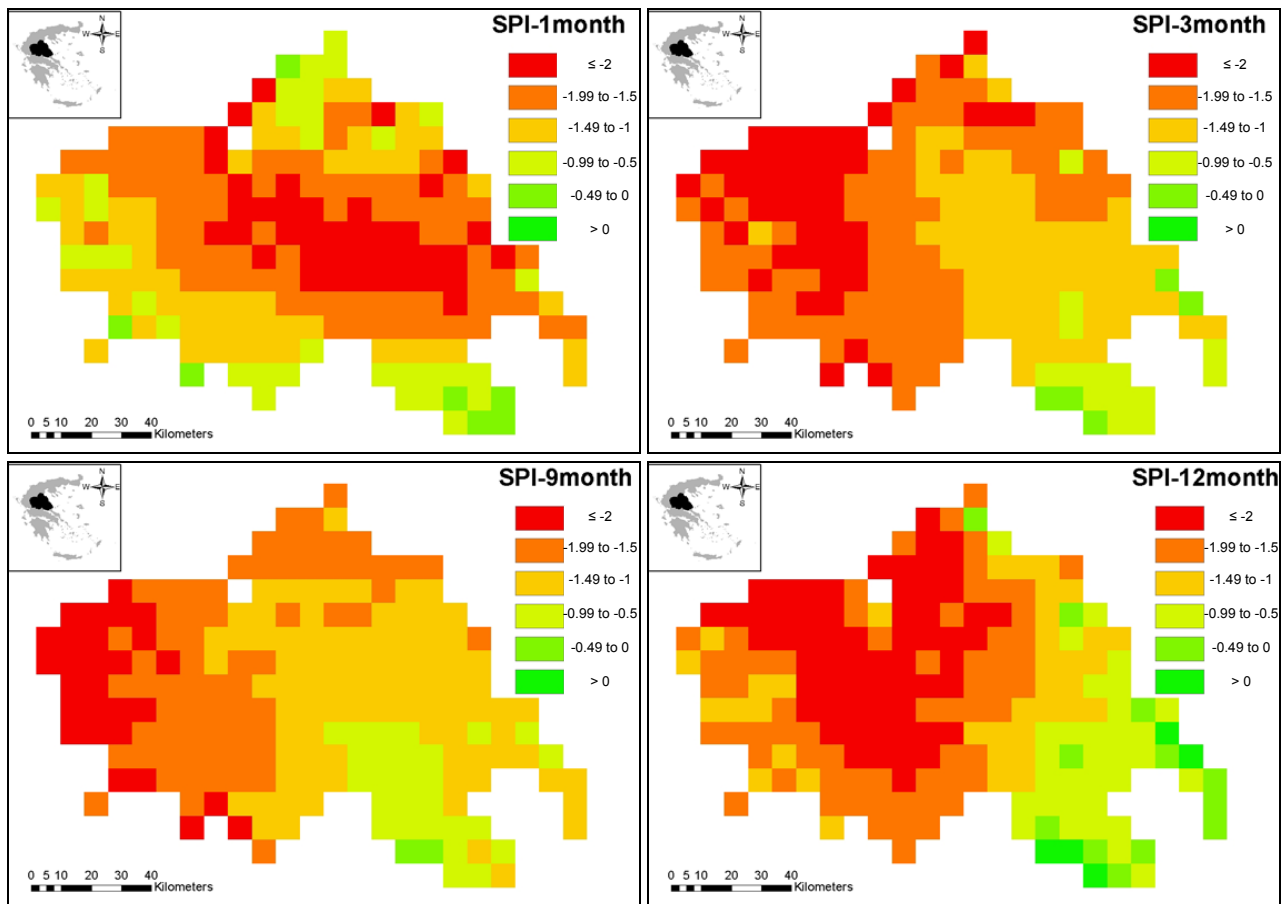 SPI-1month
N
W E
S
≤ -2
-1.99 to -1.5
-1.49 to -1
-0.99 to -0.5
-0.49 to 0
> 0
0 5 10 20 30 40
Kilometers
SPI-3month
N
W E
S
≤ -2
-1.99 to -1.5
-1.49 to -1
-0.99 to -0.5
-0.49 to 0
> 0
0 5 10 20 30 40
Kilometers
SPI-9month
N
W E
S
≤ -2
-1.99 to -1.5
-1.49 to -1
-0.99 to -0.5
-0.49 to 0
> 0
0 5 10 20 30 40
Kilometers
SPI-12month
N
W E
S
≤ -2
-1.99 to -1.5
-1.49 to -1
-0.99 to -0.5
-0.49 to 0
> 0
0 5 10 20 30 40
Kilometers